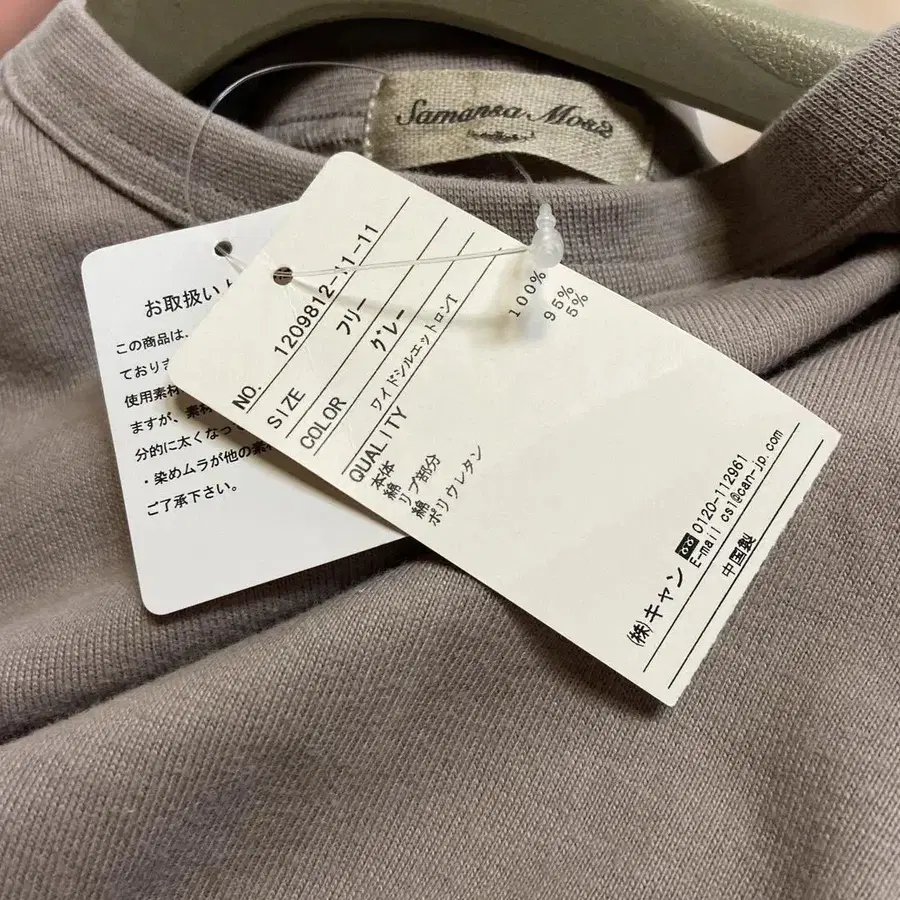 Samansa Mos2
お取扱い
この商品は、
ており
使用素材
ますが、素材
分的に太くなっ
・染めムラが他の素
ご了承下さい。
NO. 1209812-11-11
SIZE フリー
COLOR グレー
ワイドシルエットロンT
QUALITY
本体
綿 100%
リブ部分
綿 95%
ポリウレタン 5%
(株)キャン 0120-112961
E-mail cs1@can-jp.com
中国製